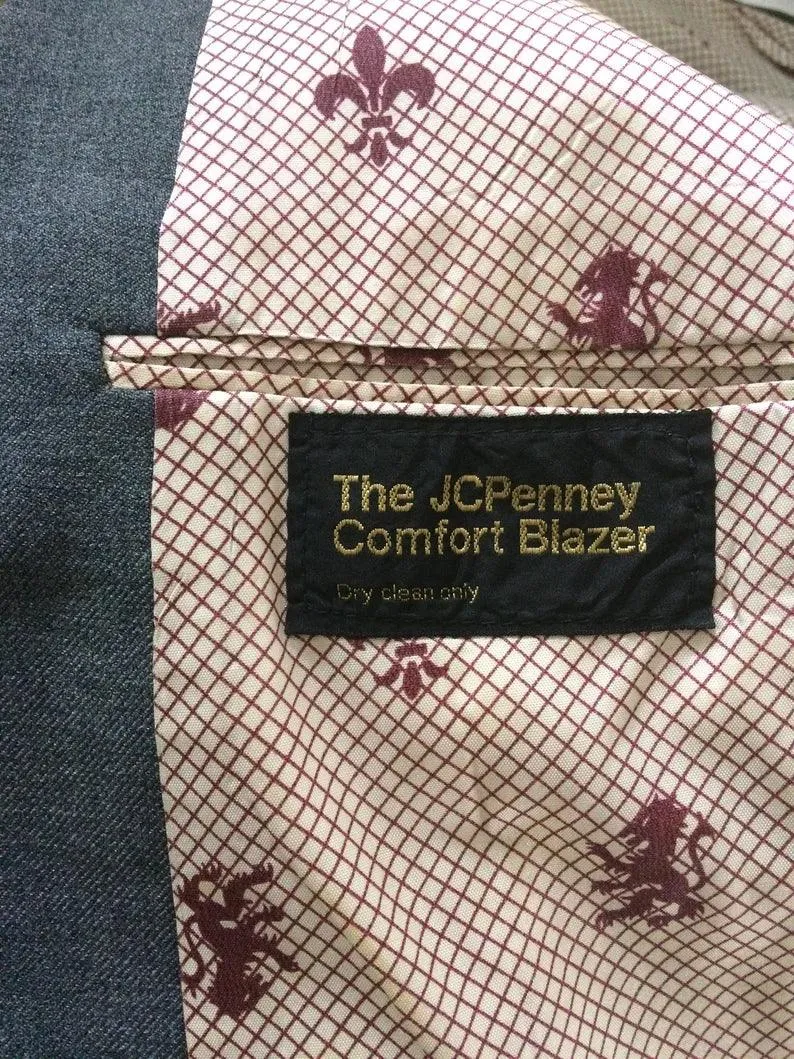 The JCPenney
Comfort Blazer
Dry clean only